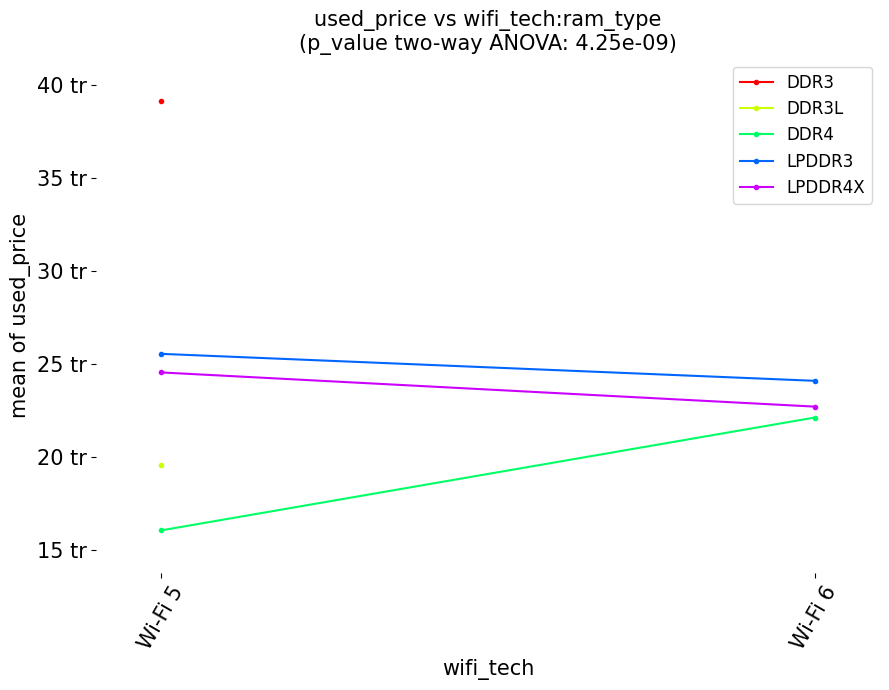 used_price vs wifi_tech:ram_type
(p_value two-way ANOVA: 4.25e-09)
DDR3
DDR3L
DDR4
LPDDR3
LPDDR4X
40 tr
35 tr
30 tr
25 tr
20 tr
15 tr
mean of used_price
Wi-Fi 5
Wi-Fi 6
wifi_tech